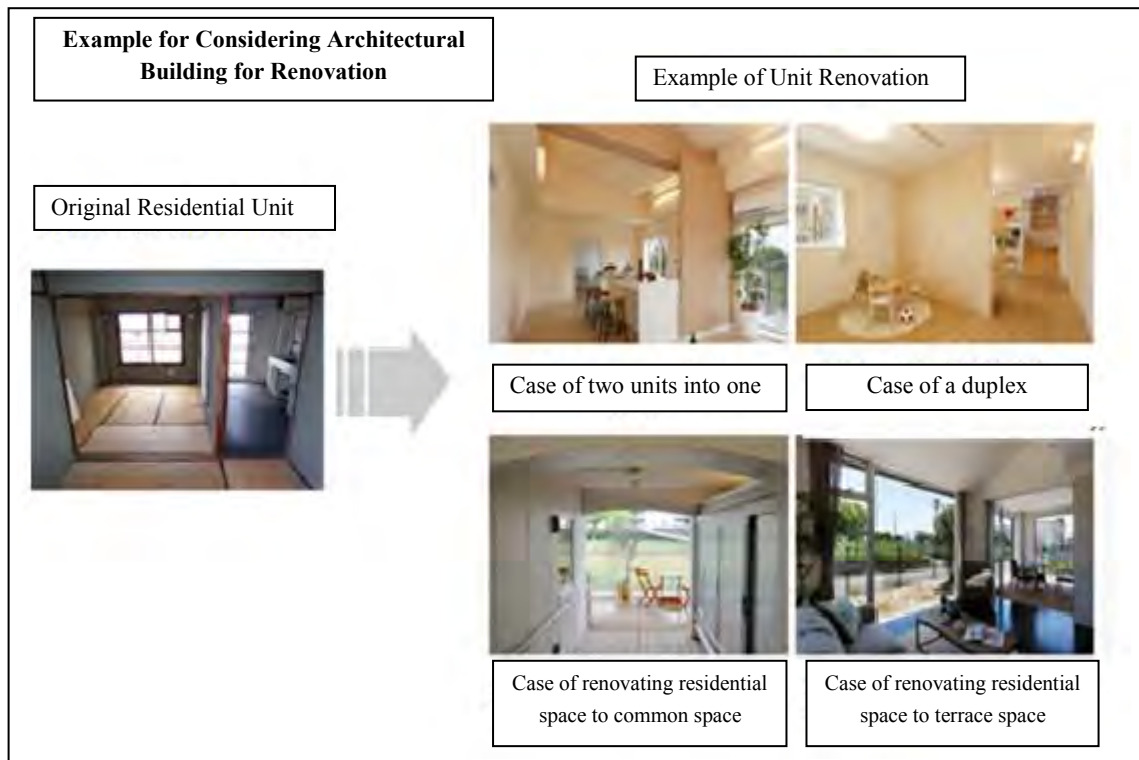 Example for Considering Architectural
Building for Renovation
Example of Unit Renovation
Original Residential Unit
Case of two units into one
Case of a duplex
Case of renovating residential
space to common space
Case of renovating residential
space to terrace space